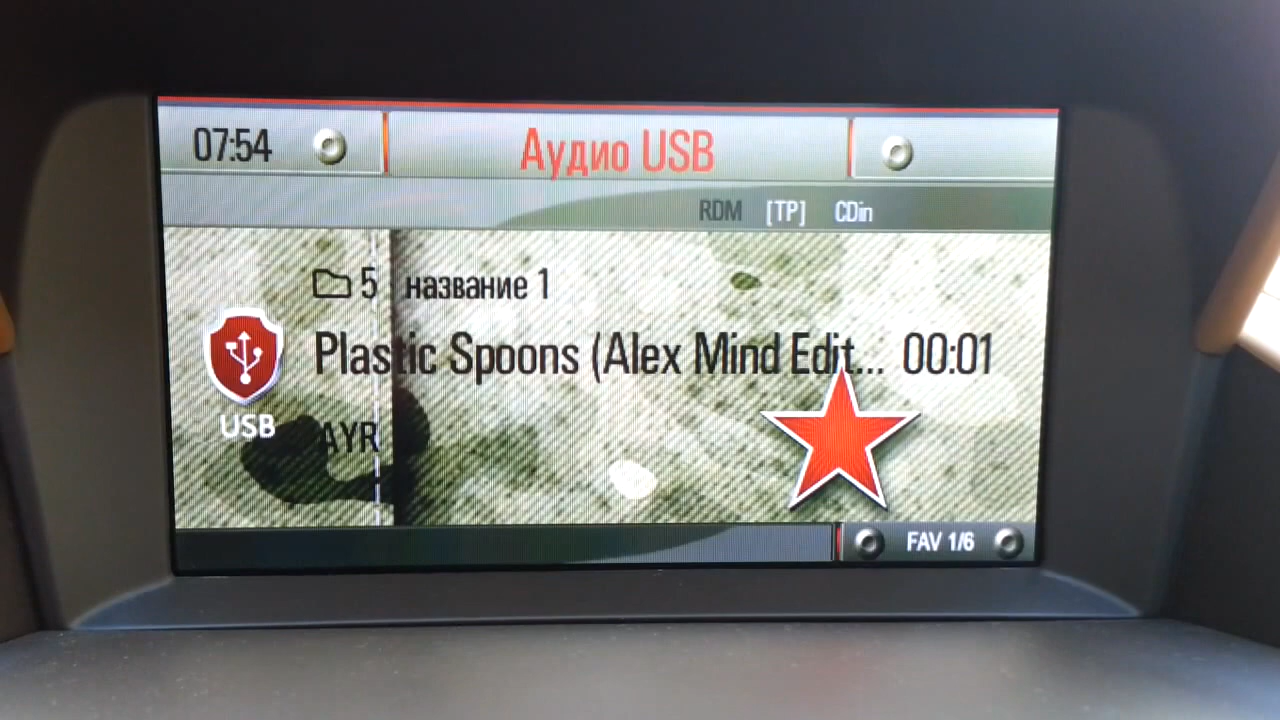 07:54 Аудио USB
RDM [TP] CDin
5 название 1
Plastic Spoons (Alex Mind Edit... 00:01
USB
AYR
FAV 1/6